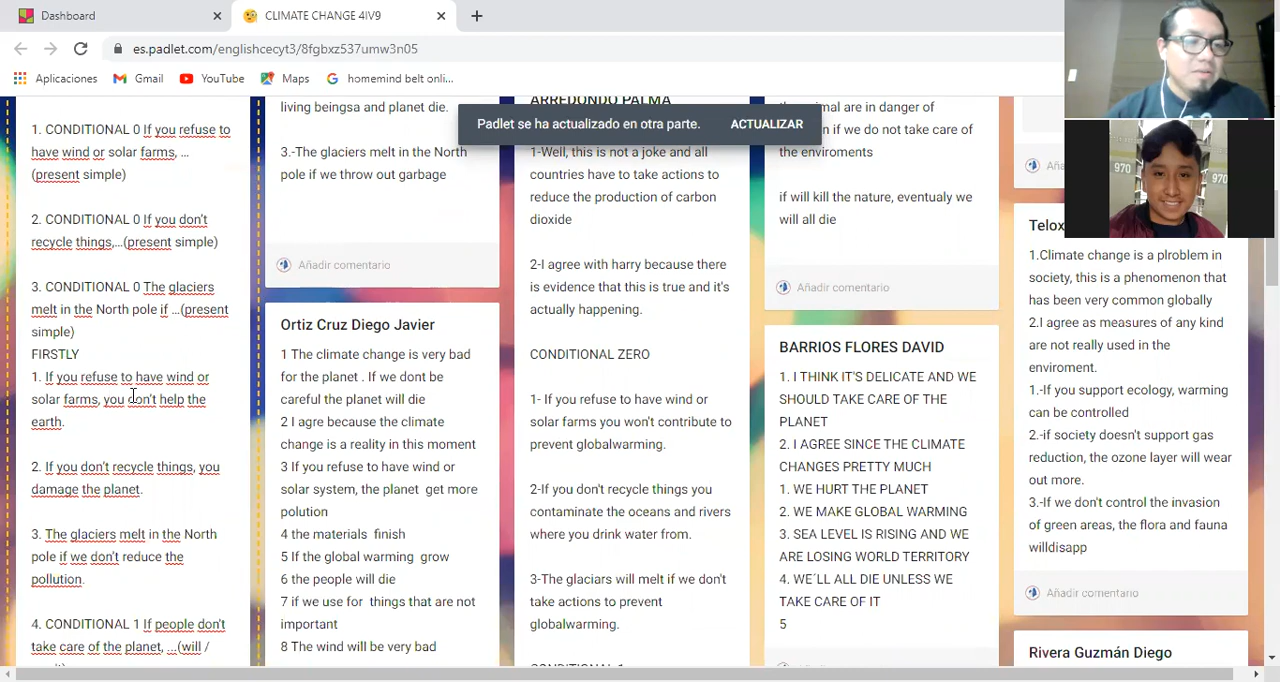 Dashboard
CLIMATE CHANGE 4IV9
es.padlet.com/englishcecyt3/8fgbxz537umw3n05
Aplicaciones
Gmail
YouTube
Maps
homemind belt onli...
Padlet se ha actualizado en otra parte.
ACTUALIZAR
1. CONDITIONAL 0 If you refuse to
have wind or solar farms, ...
(present simple)
2. CONDITIONAL 0 If you don't
recycle things,...(present simple)
3. CONDITIONAL 0 The glaciers
melt in the North pole if ...(present
simple)
FIRSTLY
1. If you refuse to have wind or
solar farms, you don't help the
earth.
2. If you don't recycle things, you
damage the planet.
3. The glaciers melt in the North
pole if we don't reduce the
pollution.
4. CONDITIONAL 1 If people don't
take care of the planet, ...(will /
living beingsa and planet die.
3.-The glaciers melt in the North
pole if we thrw out garbage
Añadir comentario
Ortiz Cruz Diego Javier
1 The climate change is very bad
for the planet . If we dont be
careful the planet will die
2 I agre because the climate
change is a reality in this moment
3 If you refuse to have wind or
solar system, the planet get more
polution
4 the materials finish
5 If the global warming grow
6 the people will die
7 if we use for things that are not
important
8 The wind will be very bad
ARREDONDO PALMA
1-Weil, this is not a joke and all
countries have to take actions to
reduce the production of carbon
dioxide
2-I agree with harry because there
is evidence that this is true and it's
actually happening.
CONDITIONAL ZERO
1- If you refuse to have wind or
solar farms you won't contribute to
prevent globalwarming.
2-If you don't recycle things you
contaminate the oceans and rivers
where you drink water from.
3-The glaciars will melt if we don't
take actions to prevent
globalwarming.
the animal are in danger of
if we do not take care of
the enviroments
if will kill the nature, eventualy we
will all die
Añadir comentario
BARRIOS FLORES DAVID
1. I THINK IT'S DELICATE AND WE
SHOULD TAKE CARE OF THE
PLANET
2. I AGREE SINCE THE CLIMATE
CHANGES PRETTY MUCH
1. WE HURT THE PLANET
2. WE MAKE GLOBAL WARMING
3. SEA LEVEL IS RISING AND WE
ARE LOSING WORLD TERRITORY
4. WE´LL ALL DIE UNLESS WE
TAKE CARE OF IT
5
Aña
970
970
Telox
1.Climate change is a plroblem in
society, this is a phenomenon that
has been very common globally
2.I agree as measures of any kind
are not really used in the
enviroment.
1.-If you support ecology, warming
can be controlled
2.-if society doesn't support gas
reduction, the ozone layer will wear
out more.
3.-If we don't control the invasion
of green areas, the flora and fauna
willdisapp
Añadir comentario
Rivera Guzmán Diego